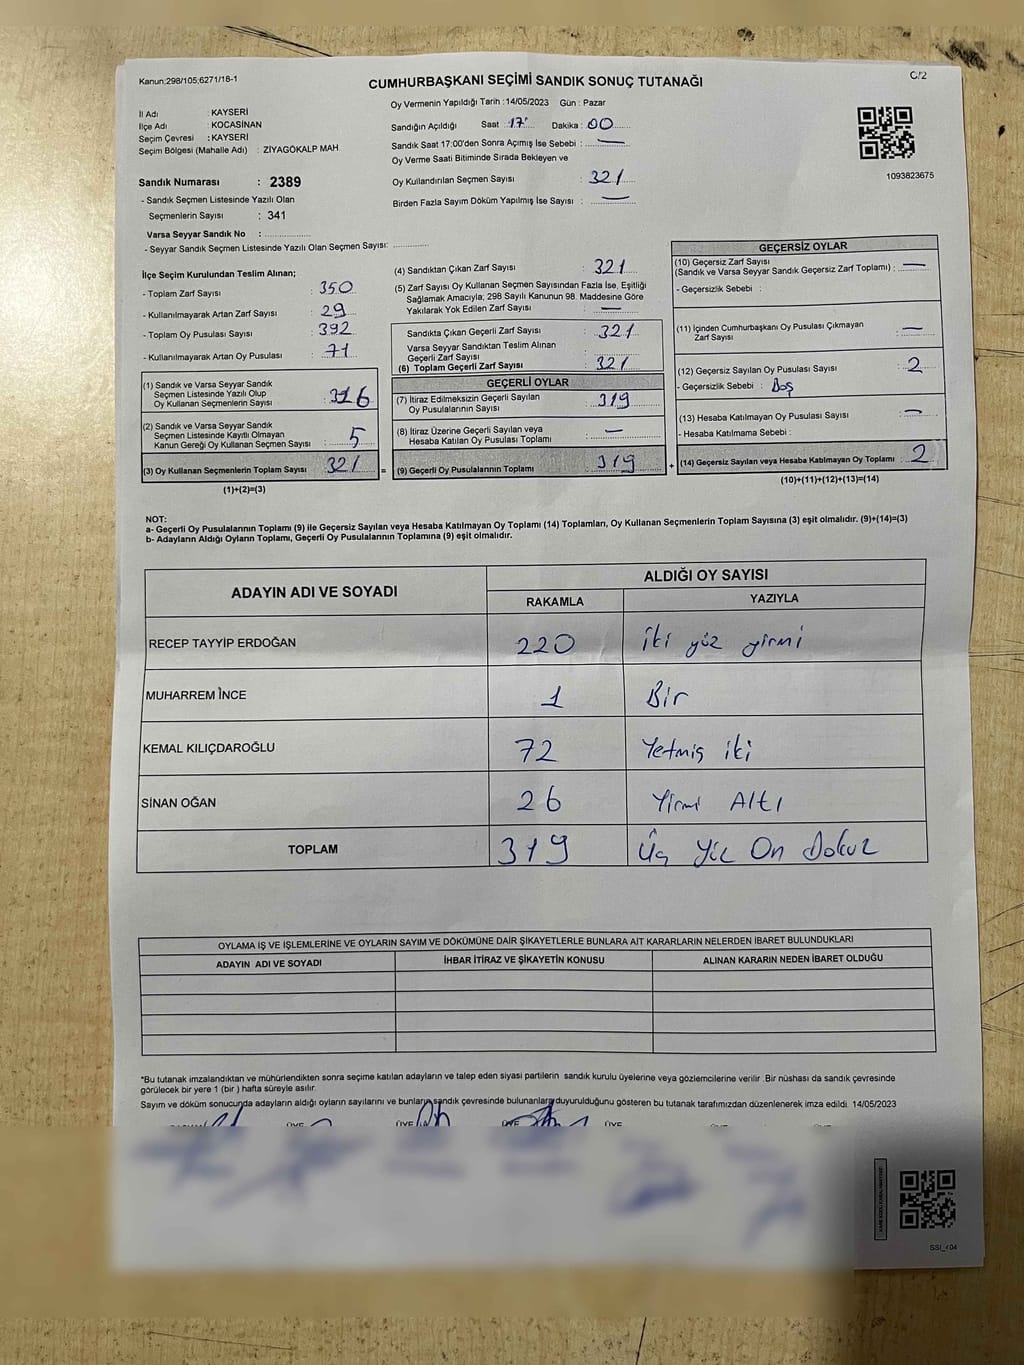 Kanun:298/105;6271/18-1
CUMHURBAŞKANI SEÇİMİ SANDIK SONUÇ TUTANAĞI
C/2
İl Adı : KAYSERİ
İlçe Adı : KOCASİNAN
Seçim Çevresi : KAYSERİ
Seçim Bölgesi (Mahalle Adı) : ZİYAGÖKALP MAH.
Sandık Numarası : 2389
- Sandık Seçmen Listesinde Yazılı Olan
Seçmenlerin Sayısı : 341
Varsa Seyyar Sandık No :
- Seyyar Sandık Seçmen Listesinde Yazılı Olan Seçmen Sayısı:
Oy Vermenin Yapıldığı Tarih :14/05/2023 Gün : Pazar
Sandığın Açıldığı Saat :17 Dakika : 00
Sandık Saat 17:00'den Sonra Açımış İse Sebebi : —
Oy Verme Saati Bitiminde Sırada Bekleyen ve
Oy Kullandırılan Seçmen Sayısı : 321
Birden Fazla Sayım Döküm Yapılmış İse Sayısı : —
1093823675
İlçe Seçim Kurulundan Teslim Alınan;
- Toplam Zarf Sayısı : 350
- Kullanılmayarak Artan Zarf Sayısı : 29
- Toplam Oy Pusulası Sayısı : 392
- Kullanılmayarak Artan Oy Pusulası : 71
(1) Sandık ve Varsa Seyyar Sandık
Seçmen Listesinde Yazılı Olup
Oy Kullanan Seçmenlerin Sayısı : 316
(2) Sandık ve Varsa Seyyar Sandık
Seçmen Listesinde Kayıtlı Olmayan
Kanun Gereği Oy Kullanan Seçmen Sayısı : 5
(3) Oy Kullanan Seçmenlerin Toplam Sayısı : 321
(1)+(2)=(3)
(4) Sandıktan Çıkan Zarf Sayısı : 321
(5) Zarf Sayısı Oy Kullanan Seçmen Sayısından Fazla İse, Eşitliği
Sağlamak Amacıyla; 298 Sayılı Kanunun 98. Maddesine Göre
Yakılarak Yok Edilen Zarf Sayısı : —
Sandıkta Çıkan Geçerli Zarf Sayısı : 321
Varsa Seyyar Sandıktan Teslim Alınan
Geçerli Zarf Sayısı :
(6) Toplam Geçerli Zarf Sayısı : 321
GEÇERLİ OYLAR
(7) İtiraz Edilmeksizin Geçerli Sayılan
Oy Pusulalarının Sayısı : 319
(8) İtiraz Üzerine Geçerli Sayılan veya
Hesaba Katılan Oy Pusulası Toplamı : —
= (9) Geçerli Oy Pusulalarının Toplamı : 319
GEÇERSİZ OYLAR
(10) Geçersiz Zarf Sayısı
(Sandık ve Varsa Seyyar Sandık Geçersiz Zarf Toplamı) : —
- Geçersizlik Sebebi :
(11) İçinden Cumhurbaşkanı Oy Pusulası Çıkmayan
Zarf Sayısı : —
(12) Geçersiz Sayılan Oy Pusulası Sayısı : 2
- Geçersizlik Sebebi : Boş
(13) Hesaba Katılmayan Oy Pusulası Sayısı : —
- Hesaba Katılmama Sebebi :
+ (14) Geçersiz Sayılan veya Hesaba Katılmayan Oy Toplamı : 2
(10)+(11)+(12)+(13)=(14)
NOT:
a- Geçerli Oy Pusulalarının Toplamı (9) ile Geçersiz Sayılan veya Hesaba Katılmayan Oy Toplamı (14) Toplamları, Oy Kullanan Seçmenlerin Toplam Sayısına (3) eşit olmalıdır. (9)+(14)=(3)
b- Adayların Aldığı Oyların Toplamı, Geçerli Oy Pusulalarının Toplamına (9) eşit olmalıdır.
ADAYIN ADI VE SOYADI ALDIĞI OY SAYISI
RAKAMLA YAZIYLA
RECEP TAYYİP ERDOĞAN 220 İki yüz yirmi
MUHARREM İNCE 1 Bir
KEMAL KILIÇDAROĞLU 72 Yetmiş iki
SİNAN OĞAN 26 Yirmi Altı
TOPLAM 319 Üç Yüz On Dokuz
OYLAMA İŞ VE İŞLEMLERİNE VE OYLARIN SAYIM VE DÖKÜMÜNE DAİR ŞİKAYETLERLE BUNLARA AİT KARARLARIN NELERDEN İBARET BULUNDUKLARI
ADAYIN ADI VE SOYADI İHBAR İTİRAZ VE ŞİKAYETİN KONUSU ALINAN KARARIN NEDEN İBARET OLDUĞU
*Bu tutanak imzalandıktan ve mühürlendikten sonra seçime katılan adayların ve talep eden siyasi partilerin sandık kurulu üyelerine veya gözlemcilerine verilir .Bir nüshası da sandık çevresinde
görülecek bir yere 1 (bir ) hafta süreyle asılır.
Sayım ve döküm sonucunda adayların aldığı oyların sayılarını ve bunların sandık çevresinde bulunanlara duyurulduğunu gösteren bu tutanak tarafımızdan düzenlenerek imza edildi. 14/05/2023
ÜYE ÜYE ÜYE ÜYE